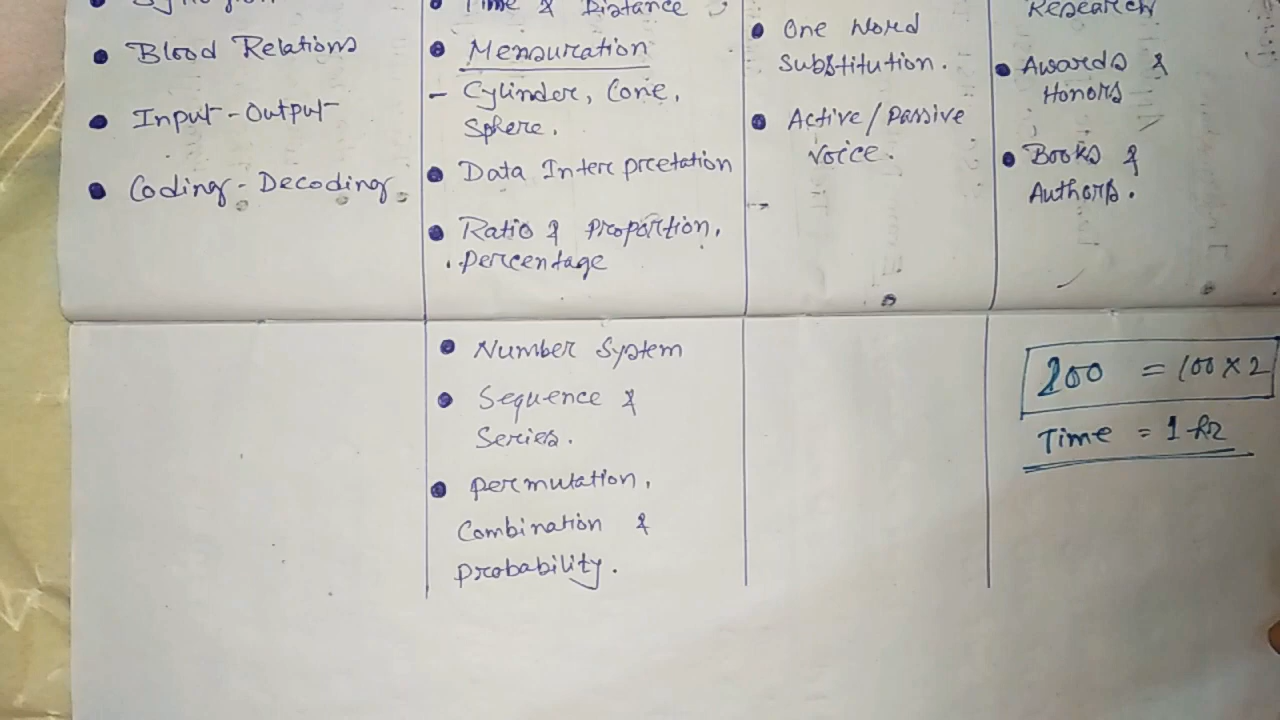 Blood Relations
Input-Output
Coding-Decoding.
Time & Distance
Mensuration
- Cylinder, Cone,
Sphere.
Data Interpretation
Ratio & Proportion,
Percentage
Number System
Sequence &
Series.
Permutation,
Combination &
Probability.
One Word
Substitution.
Active/Passive
Voice.
Research
Awards &
Honors
Books &
Authors.
200 = 100 x 2
Time = 1 hr